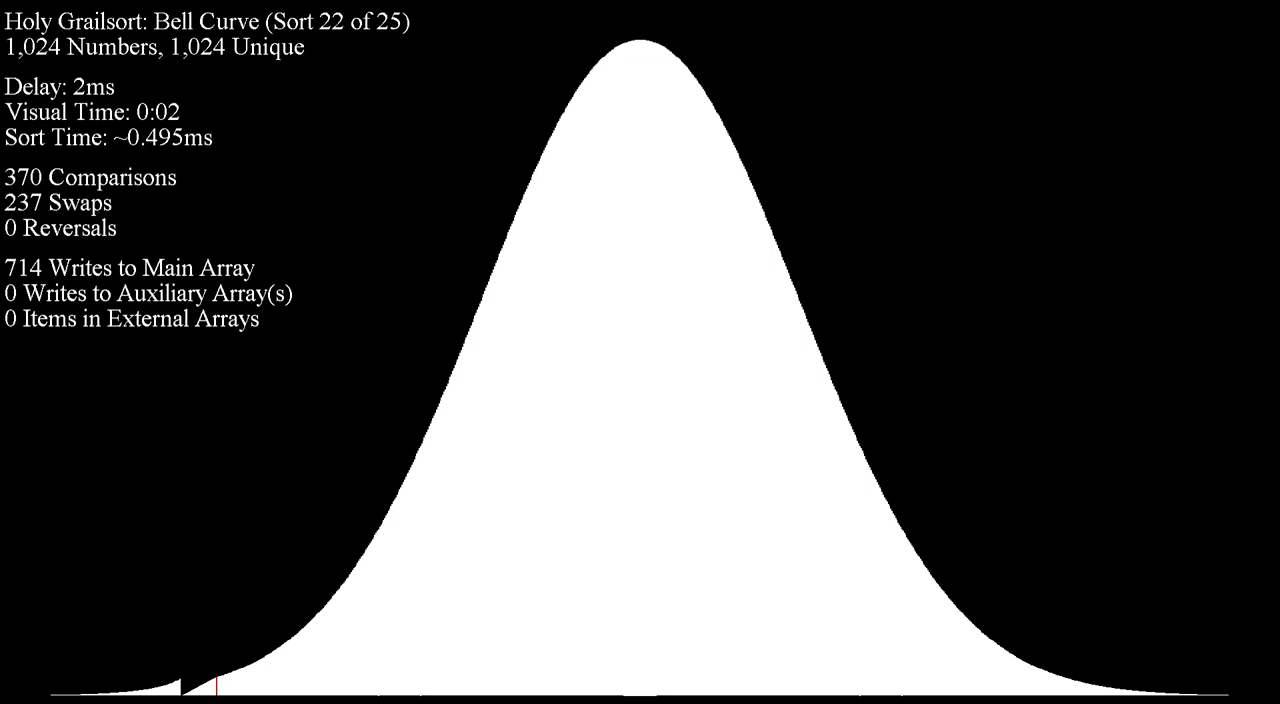 Holy Grailsort: Bell Curve (Sort 22 of 25)
1,024 Numbers, 1,024 Unique
Delay: 2ms
Visual Time: 0:02
Sort Time: ~0.495ms
370 Comparisons
237 Swaps
0 Reversals
714 Writes to Main Array
0 Writes to Auxiliary Array(s)
0 Items in External Arrays